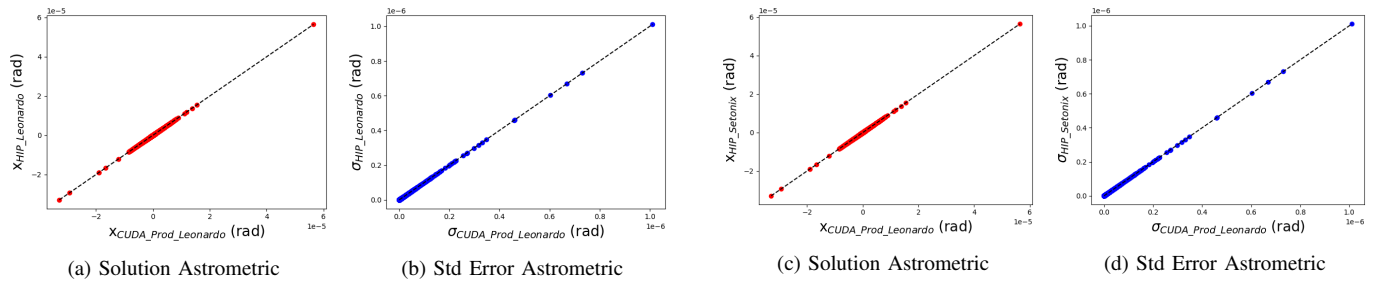 1e−5
6
4
2
0
−2
−2
0
2
4
6
1e−5
x_HIP_Leonardo (rad)
x_CUDA_Prod_Leonardo (rad)
(a) Solution Astrometric
1e−6
1.0
0.8
0.6
0.4
0.2
0.0
0.0
0.2
0.4
0.6
0.8
1.0
1e−6
σ_HIP_Leonardo (rad)
σ_CUDA_Prod_Leonardo (rad)
(b) Std Error Astrometric
1e−5
6
4
2
0
−2
−2
0
2
4
6
1e−5
x_HIP_Setonix (rad)
x_CUDA_Prod_Leonardo (rad)
(c) Solution Astrometric
1e−6
1.0
0.8
0.6
0.4
0.2
0.0
0.0
0.2
0.4
0.6
0.8
1.0
1e−6
σ_HIP_Setonix (rad)
σ_CUDA_Prod_Leonardo (rad)
(d) Std Error Astrometric